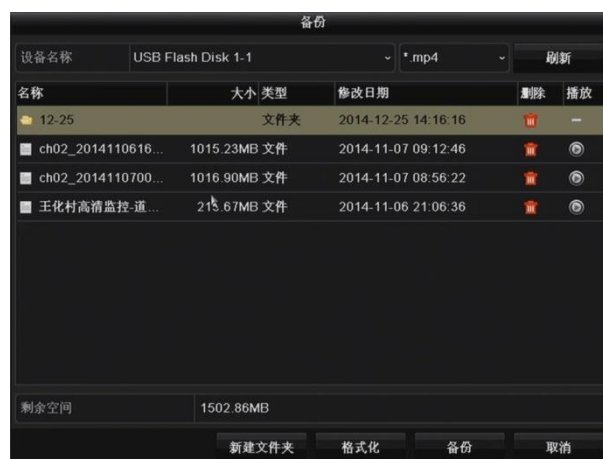 备份
设备名称 USB Flash Disk 1-1 *.mp4 刷新
名称 大小 类型 修改日期 删除 播放
12-25 文件夹 2014-12-25 14:16:16
ch02_2014110616... 1015.23MB 文件 2014-11-07 09:12:46
ch02_2014110700... 1016.90MB 文件 2014-11-07 08:56:22
王化村高清监控-道... 213.67MB 文件 2014-11-06 21:06:36
剩余空间 1502.86MB
新建文件夹 格式化 备份 取消